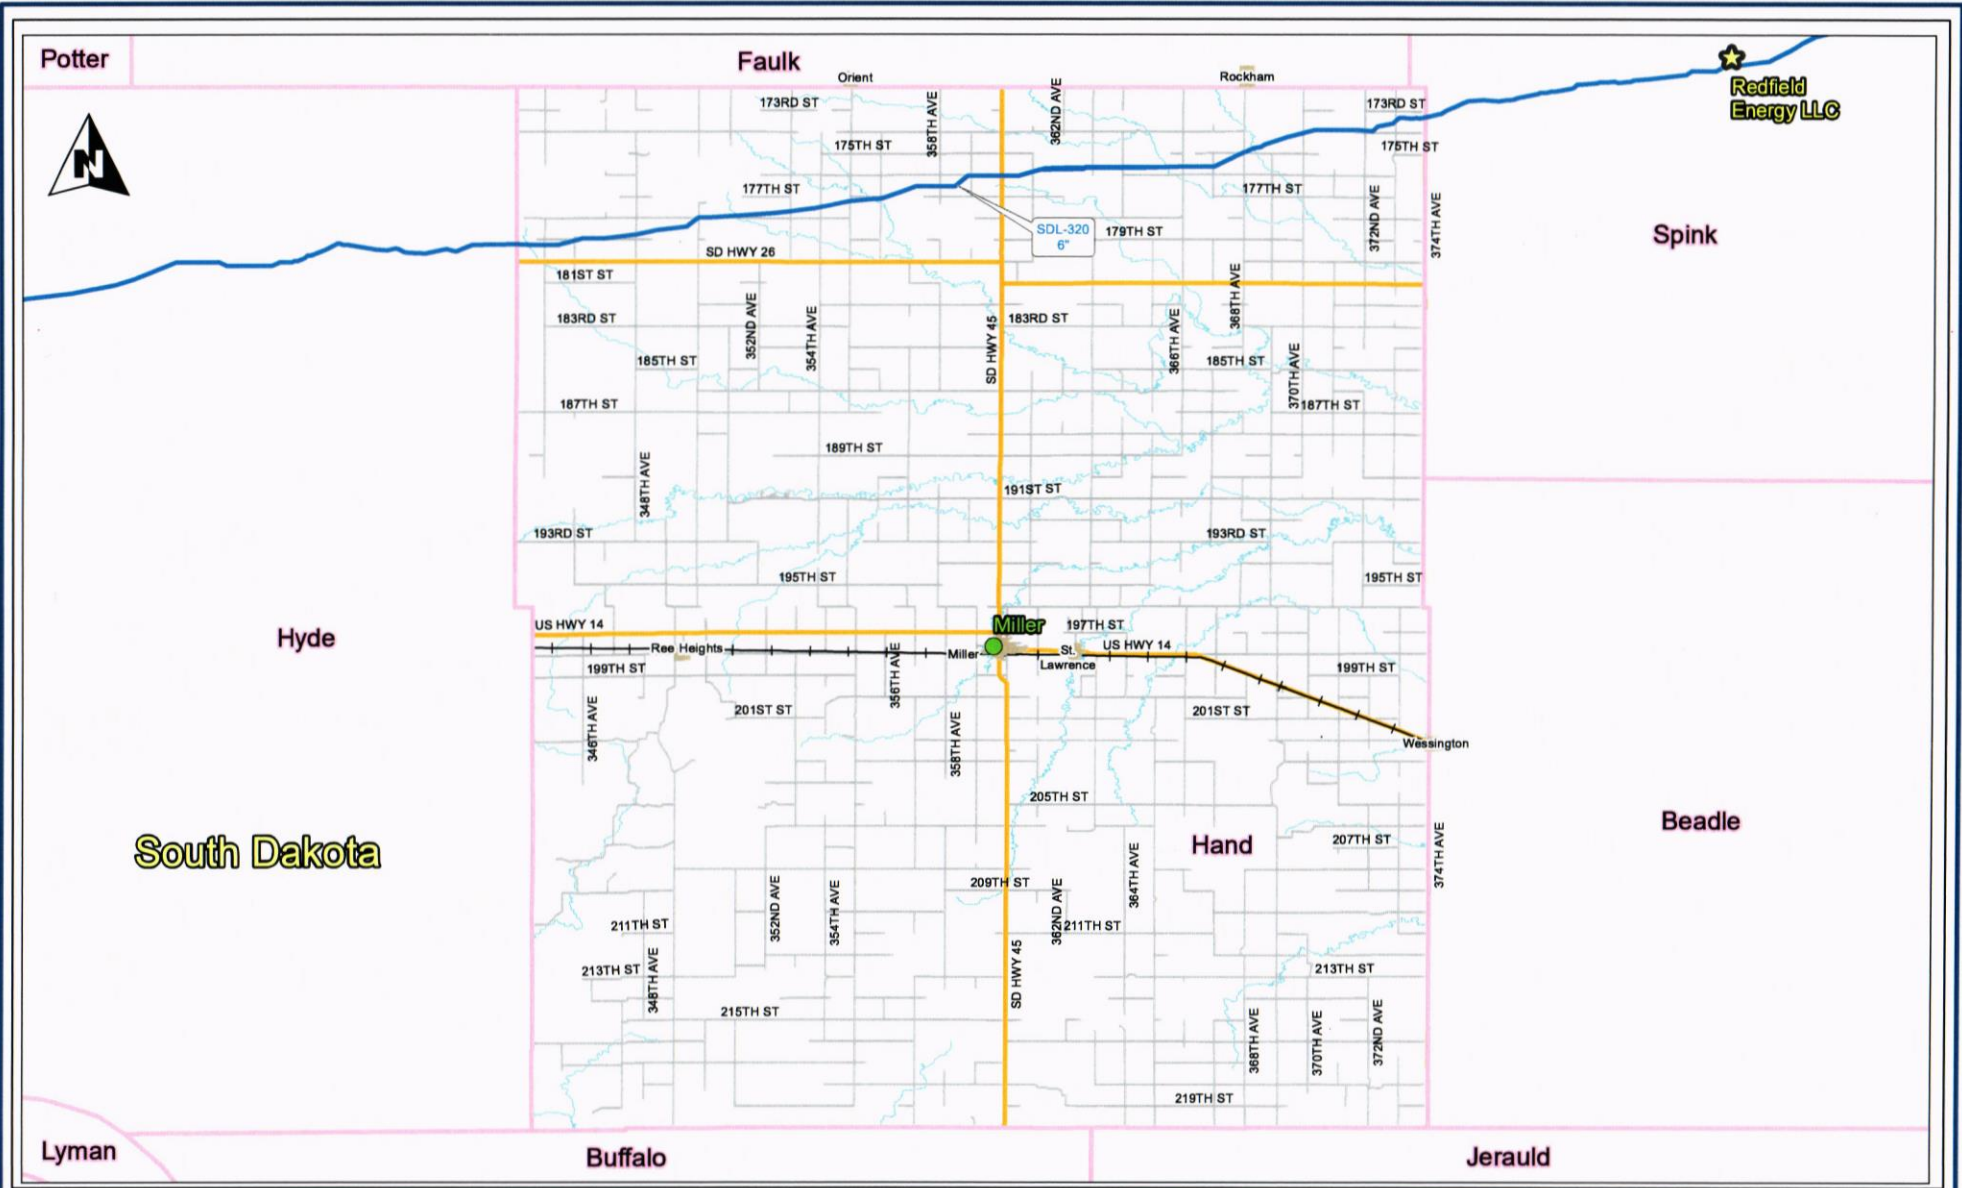 Potter
Faulk
Orient
Rockham
Redfield
Energy LLC
N
173RD ST
358TH AVE
362ND AVE
173RD ST
175TH ST
175TH ST
177TH ST
177TH ST
372ND AVE
374TH AVE
SDL-320
6"
179TH ST
Spink
SD HWY 26
181ST ST
368TH AVE
183RD ST
352ND AVE
354TH AVE
SD HWY 45
183RD ST
366TH AVE
185TH ST
185TH ST
370TH AVE
187TH ST
187TH ST
189TH ST
348TH AVE
191ST ST
193RD ST
193RD ST
195TH ST
195TH ST
Hyde
US HWY 14
Miller
197TH ST
Ree Heights
Miller
St.
Lawrence
US HWY 14
199TH ST
356TH AVE
199TH ST
346TH AVE
201ST ST
358TH AVE
201ST ST
Wessington
205TH ST
Beadle
South Dakota
Hand
207TH ST
374TH AVE
364TH AVE
209TH ST
352ND AVE
354TH AVE
362ND AVE
211TH ST
211TH ST
213TH ST
348TH AVE
SD HWY 45
213TH ST
215TH ST
368TH AVE
370TH AVE
372ND AVE
219TH ST
Lyman
Buffalo
Jerauld